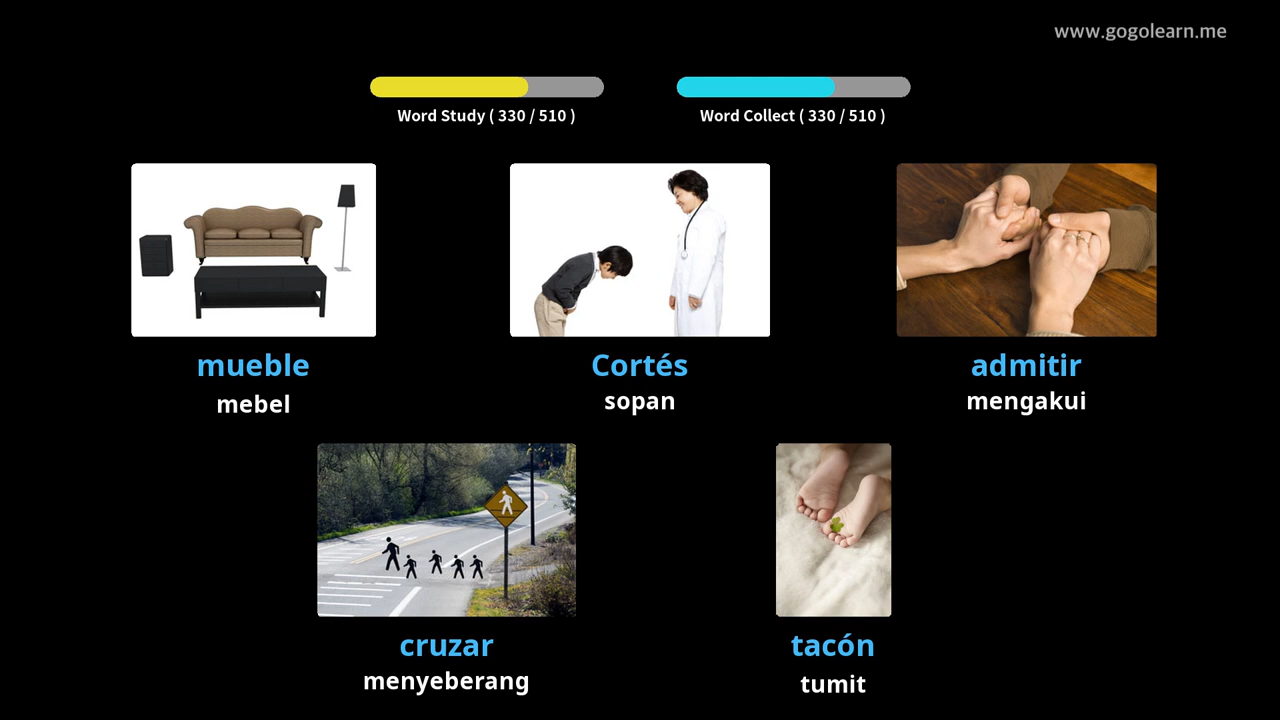 www.gogolearn.me
Word Study ( 330 / 510 )
Word Collect ( 330 / 510 )
mueble
mebel
Cortés
sopan
admitir
mengakui
cruzar
menyeberang
tacón
tumit